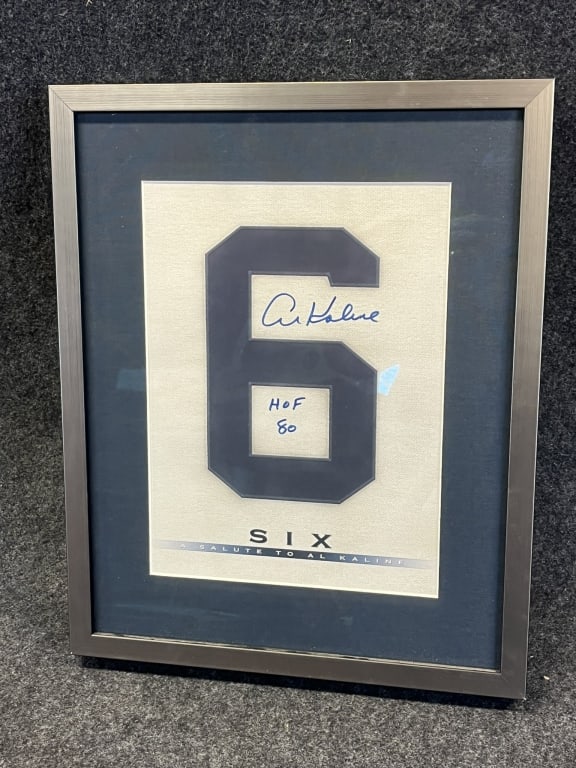 6
Al Kaline
HOF
80
SIX
A SALUTE TO AL KALINE